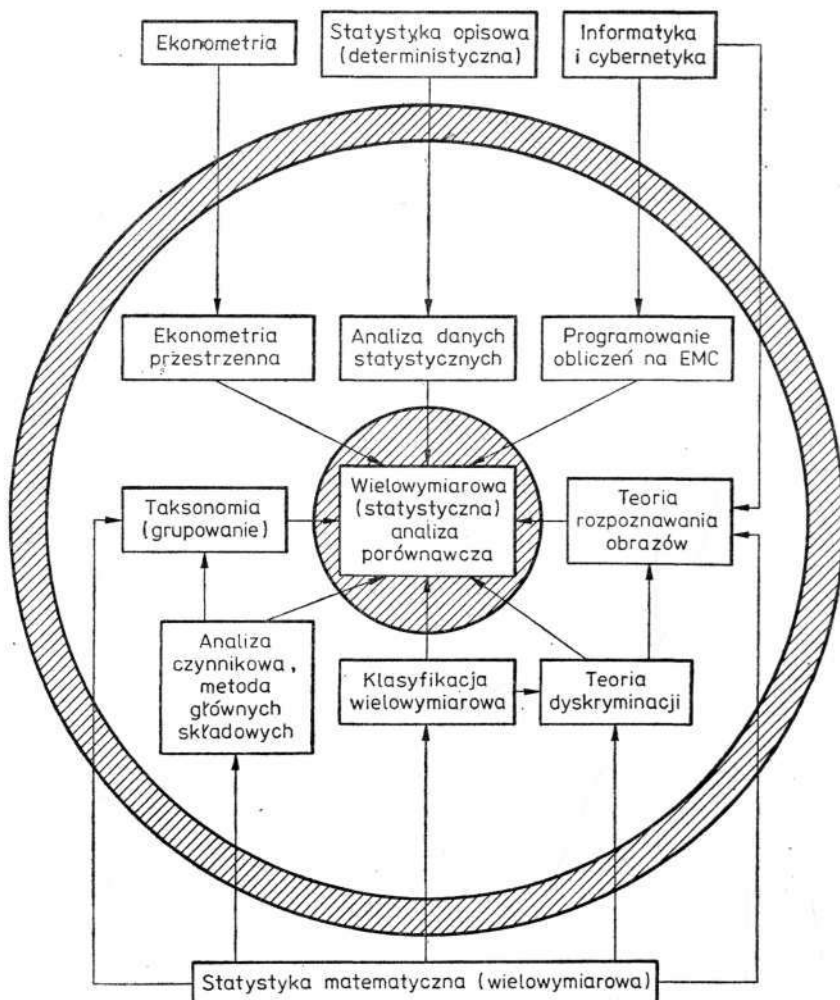 Ekonometria
Statystyka opisowa
(deterministyczna)
Informatyka
i cybernetyka
Ekonometria
przestrzenna
Analiza danych
statystycznych
Programowanie
obliczeń na EMC
Taksonomia
(grupowanie)
Wielowymiarowa
(statystyczna)
analiza
porównawcza
Teoria
rozpoznawania
obrazów
Analiza
czynnikowa,
metoda
głównych
składowych
Klasyfikacja
wielowymiarowa
Teoria
dyskryminacji
Statystyka matematyczna (wielowymiarowa)